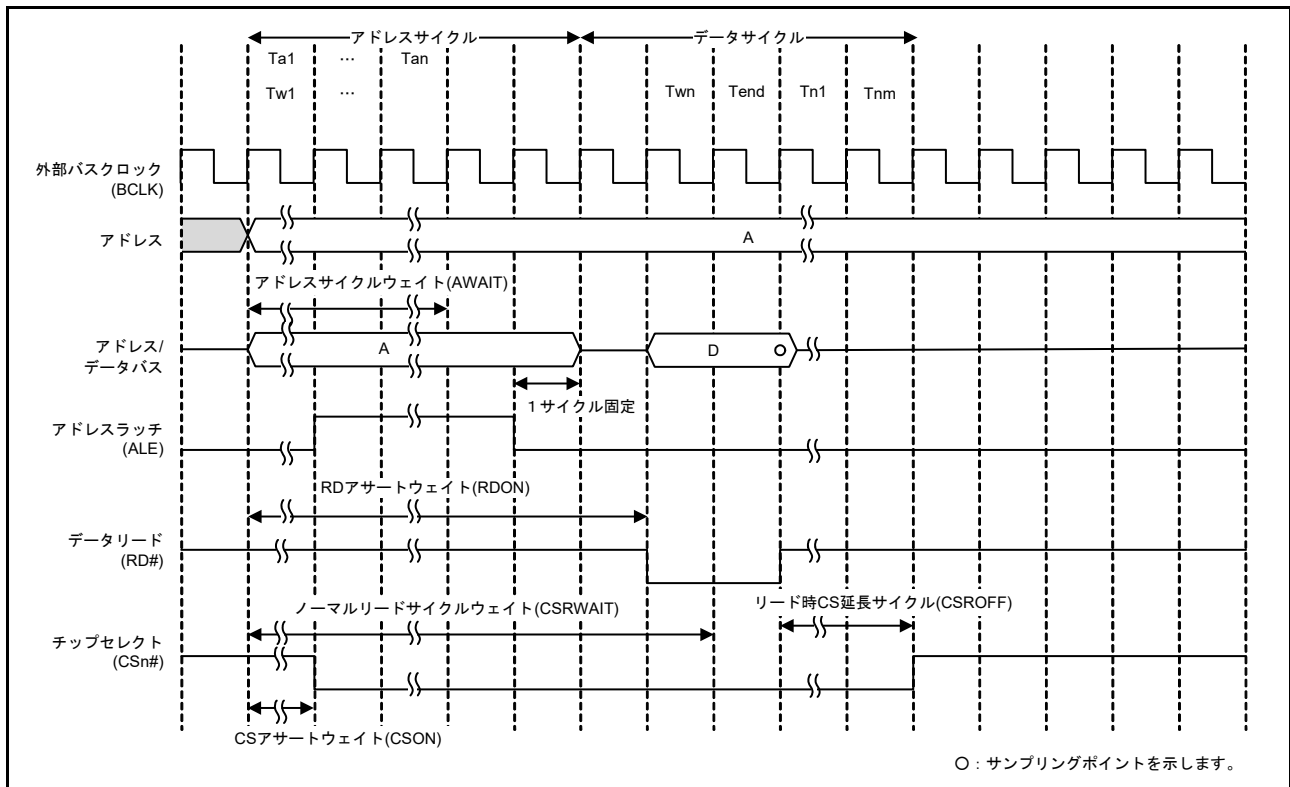 アドレスサイクル データサイクル
Ta1 … Tan
Tw1 … Twn Tend Tn1 Tnm
外部バスクロック
(BCLK)
アドレス A
アドレスサイクルウェイト(AWAIT)
アドレス/
データバス
A D
1サイクル固定
アドレスラッチ
(ALE)
RDアサートウェイト(RDON)
データリード
(RD#)
ノーマルリードサイクルウェイト(CSRWAIT) リード時CS延長サイクル(CSROFF)
チップセレクト
(CSn#)
CSアサートウェイト(CSON)
○:サンプリングポイントを示します。